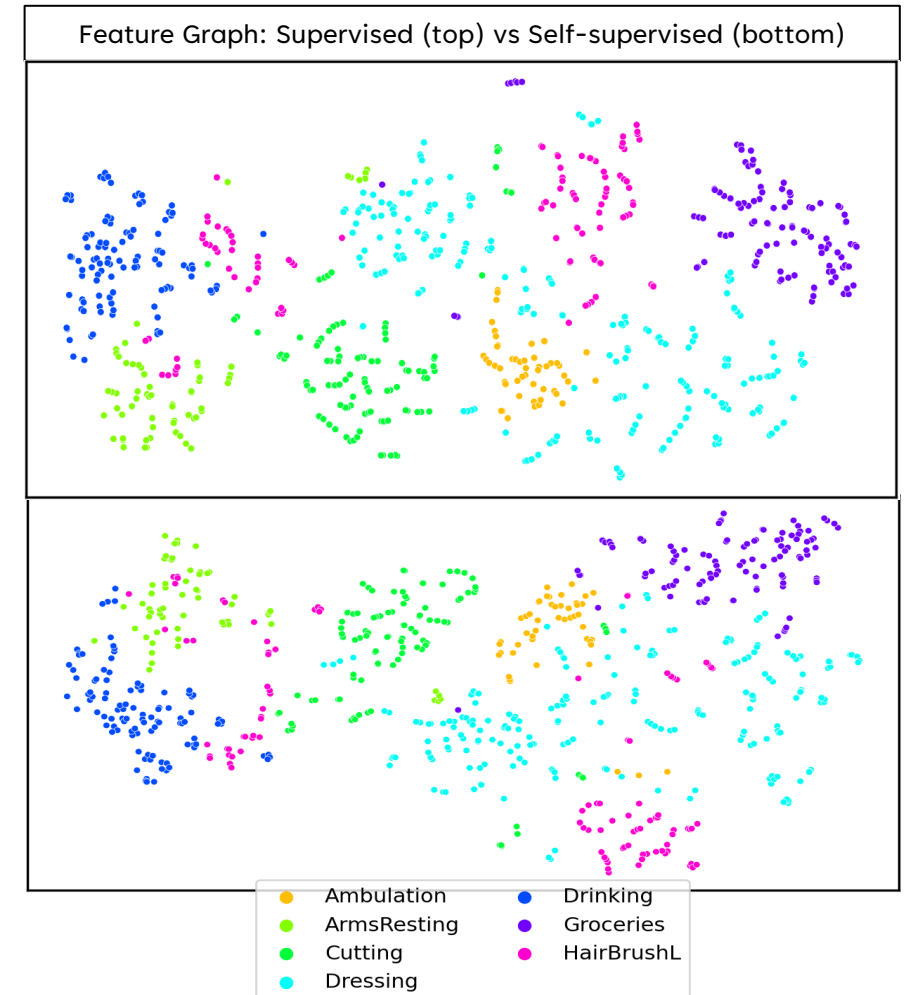 Feature Graph: Supervised (top) vs Self-supervised (bottom)
Ambulation
ArmsResting
Cutting
Dressing
Drinking
Groceries
HairBrushL